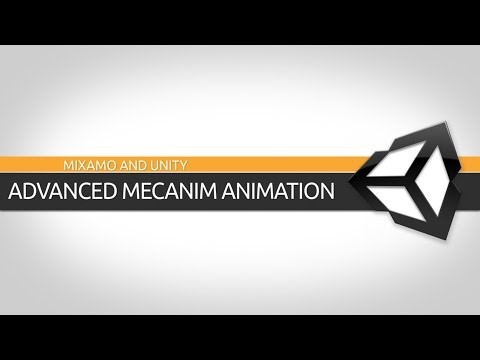 MIXAMO AND UNITY
ADVANCED MECANIM ANIMATION